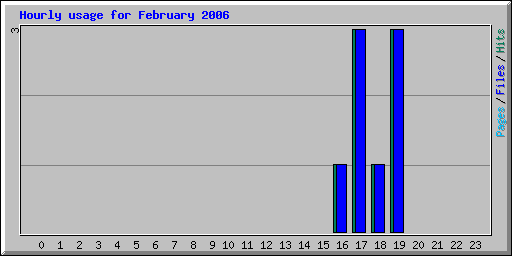 Hourly usage for February 2006
3
Pages/Files/Hits
0 1 2 3 4 5 6 7 8 9 10 11 12 13 14 15 16 17 18 19 20 21 22 23